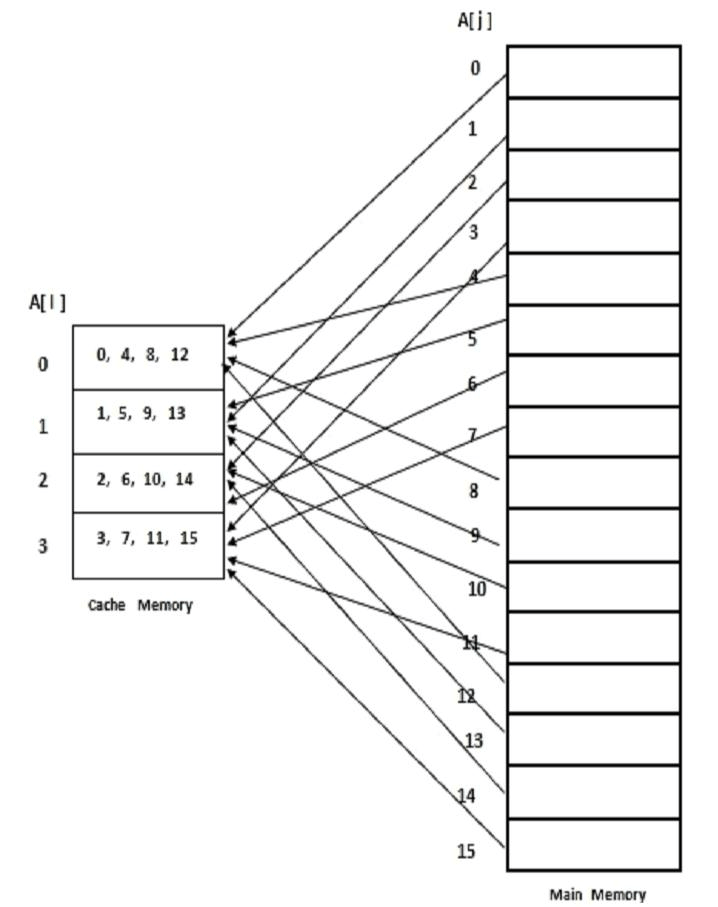 A[j]
0
1
2
3
4
5
6
7
8
9
10
11
12
13
14
15
Main Memory
A[l]
0
0, 4, 8, 12
1
1, 5, 9, 13
2
2, 6, 10, 14
3
3, 7, 11, 15
Cache Memory